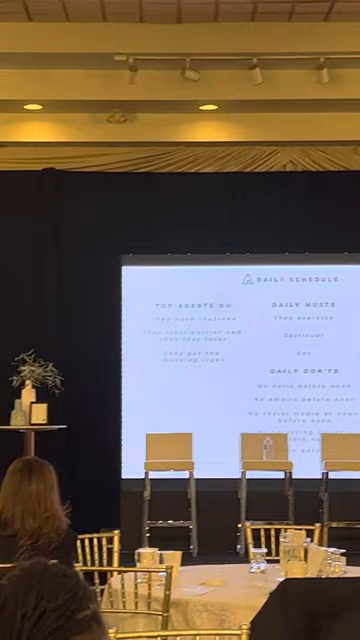 DAILY SCHEDULE
TOP AGENTS DO
They have routines
They start earlier and
they stay later
They get the
morning right
DAILY MUSTS
They exercise
Spiritual
Eat
DAILY DON'TS
No calls before noon
No emails before noon
No social media or news
before noon